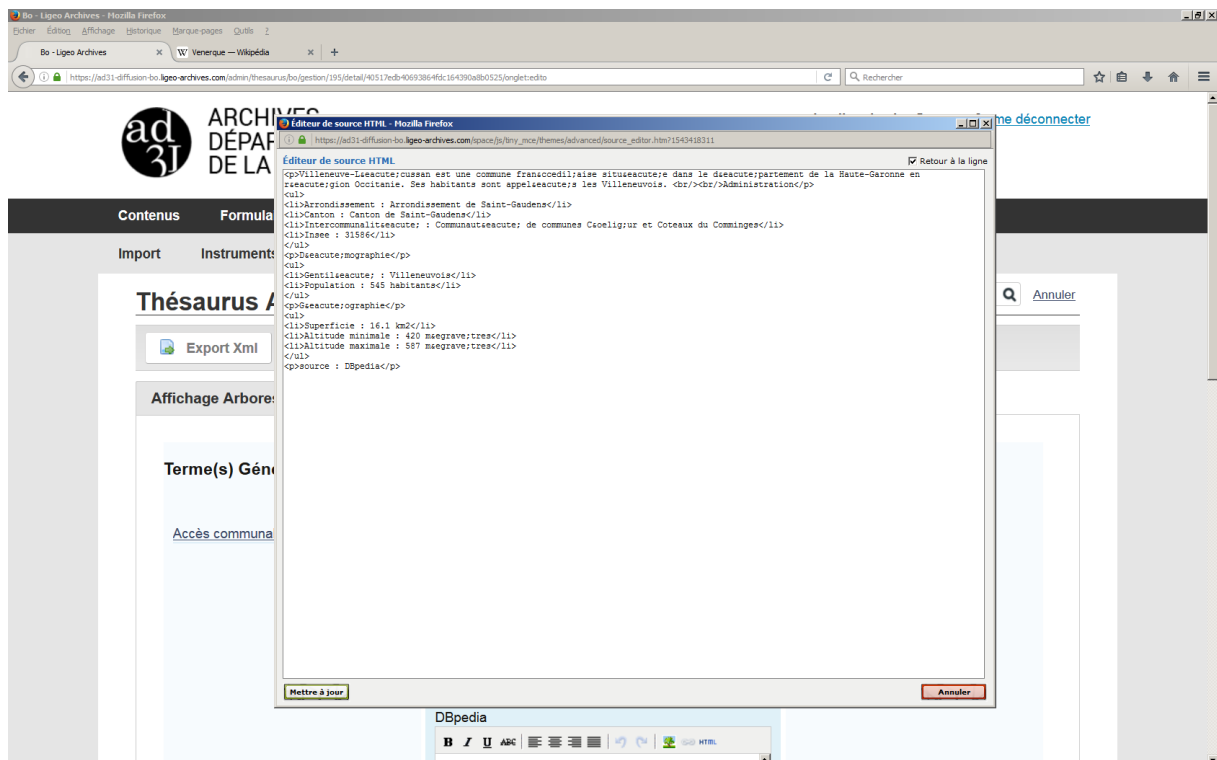 Bo - Ligeo Archives - Mozilla Firefox
Fichier Édition Affichage Historique Marque-pages Outils ?
Bo - Ligeo Archives × W Venerque — Wikipédia × +
https://ad31-diffusion-bo.ligeo-archives.com/admin/thesaurus/bo/gestion/195/detail/40517edb40693864fdc164390a8b0525/onglet:edito Rechercher
ad 31
ARCHIVES
DÉPAR
DE LA
me déconnecter
Contenus Formula
Import Instruments
Thésaurus A
Annuler
Export Xml
Affichage Arbores
Terme(s) Géné
Accès communa
Éditeur de source HTML - Mozilla Firefox
https://ad31-diffusion-bo.ligeo-archives.com/space/js/tiny_mce/themes/advanced/source_editor.htm?1543418311
Éditeur de source HTML Retour à la ligne
<p>Villeneuve-L&eacute;cussan est une commune fran&ccedil;aise situ&eacute;e dans le d&eacute;partement de la Haute-Garonne en
r&eacute;gion Occitanie. Ses habitants sont appel&eacute;s les Villeneuvois. <br/><br/>Administration</p>
<ul>
<li>Arrondissement : Arrondissement de Saint-Gaudens</li>
<li>Canton : Canton de Saint-Gaudens</li>
<li>Intercommunalit&eacute; : Communaut&eacute; de communes C&oelig;ur et Coteaux du Comminges</li>
<li>Insee : 31586</li>
</ul>
<p>D&eacute;mographie</p>
<ul>
<li>Gentil&eacute; : Villeneuvois</li>
<li>Population : 545 habitants</li>
</ul>
<p>G&eacute;ographie</p>
<ul>
<li>Superficie : 16.1 km2</li>
<li>Altitude minimale : 420 m&egrave;tres</li>
<li>Altitude maximale : 587 m&egrave;tres</li>
</ul>
<p>source : DBpedia</p>
Mettre à jour Annuler
DBpedia
B I U ABC HTML